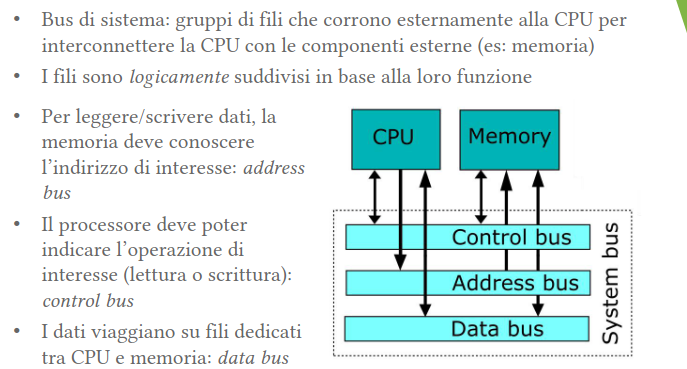 • Bus di sistema: gruppi di fili che corrono esternamente alla CPU per
interconnettere la CPU con le componenti esterne (es: memoria)
• I fili sono logicamente suddivisi in base alla loro funzione
• Per leggere/scrivere dati, la
memoria deve conoscere
l’indirizzo di interesse: address
bus
• Il processore deve poter
indicare l’operazione di
interesse (lettura o scrittura):
control bus
• I dati viaggiano su fili dedicati
tra CPU e memoria: data bus
CPU
Memory
Control bus
Address bus
Data bus
System bus